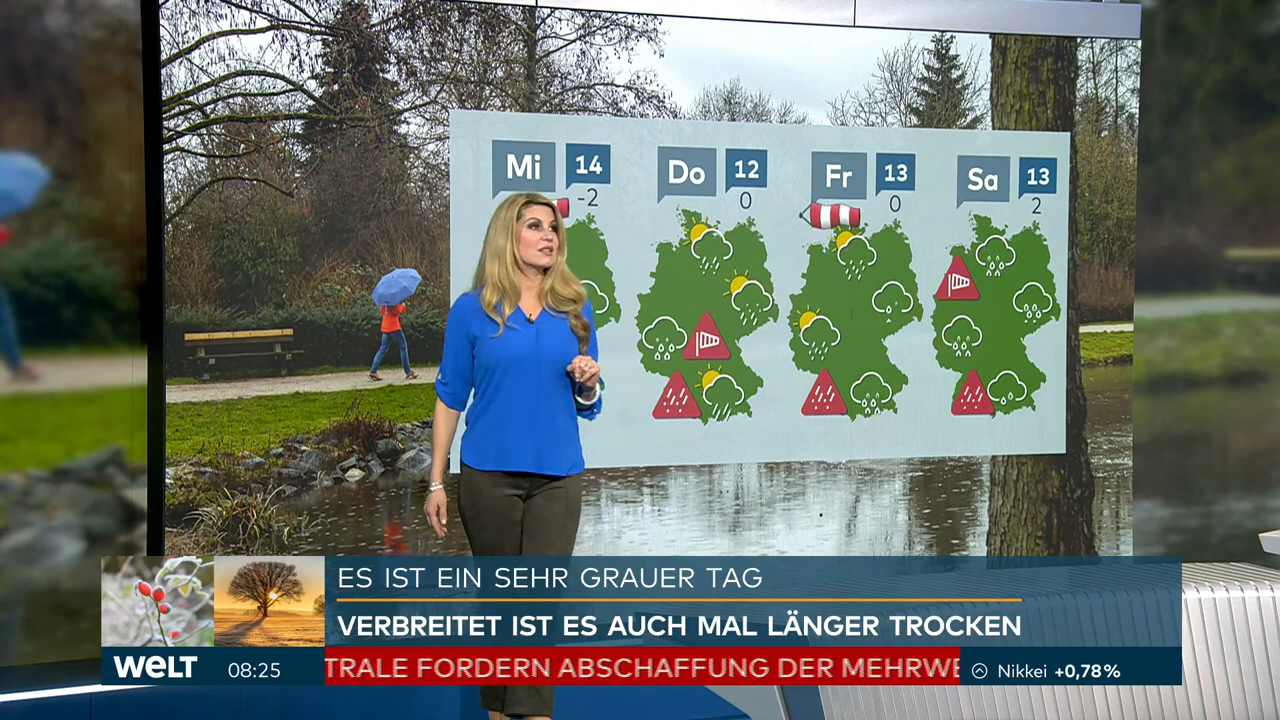 Mi 14 -2
Do 12 0
Fr 13 0
Sa 13 2
ES IST EIN SEHR GRAUER TAG
VERBREITET IST ES AUCH MAL LÄNGER TROCKEN
welt 08:25 TRALE FORDERN ABSCHAFFUNG DER MEHRWE Nikkei +0,78%